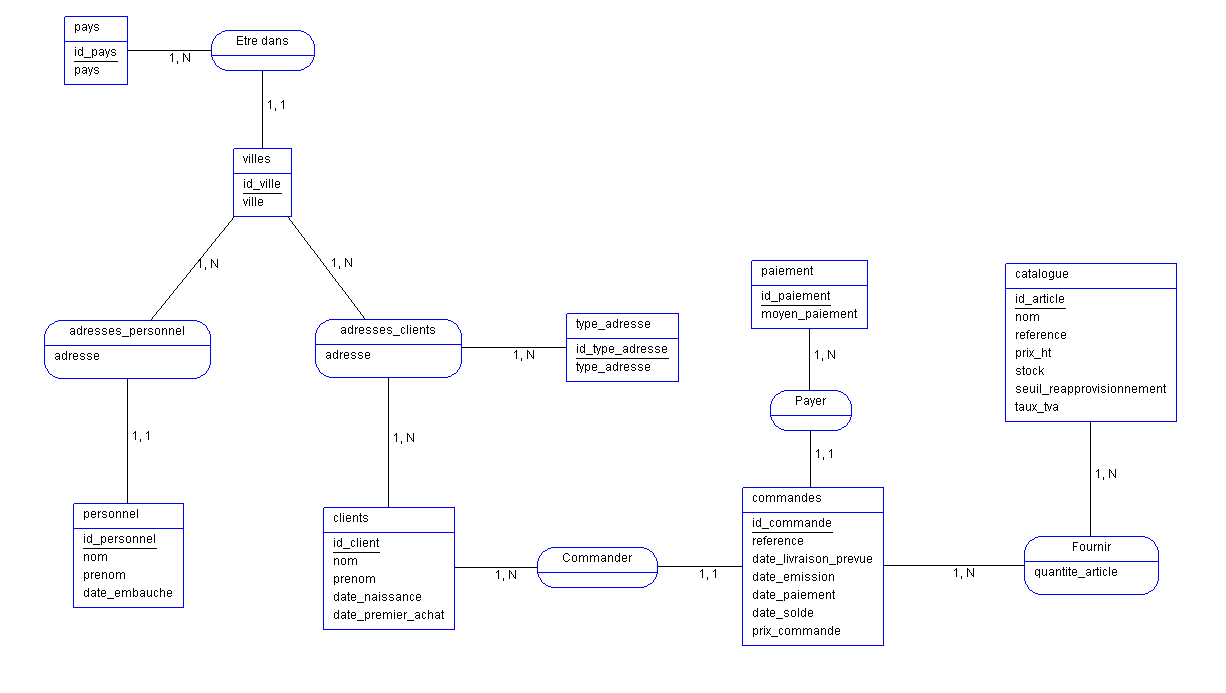 pays
id_pays
pays
1, N
Etre dans
1, 1
villes
id_ville
ville
1, N
1, N
adresses_personnel
adresse
adresses_clients
adresse
1, N
type_adresse
id_type_adresse
type_adresse
paiement
id_paiement
moyen_paiement
1, N
Payer
1, 1
catalogue
id_article
nom
reference
prix_ht
stock
seuil_reapprovisionnement
taux_tva
1, N
1, 1
1, N
personnel
id_personnel
nom
prenom
date_embauche
clients
id_client
nom
prenom
date_naissance
date_premier_achat
1, N
Commander
1, 1
commandes
id_commande
reference
date_livraison_prevue
date_emission
date_paiement
date_solde
prix_commande
1, N
Fournir
quantite_article